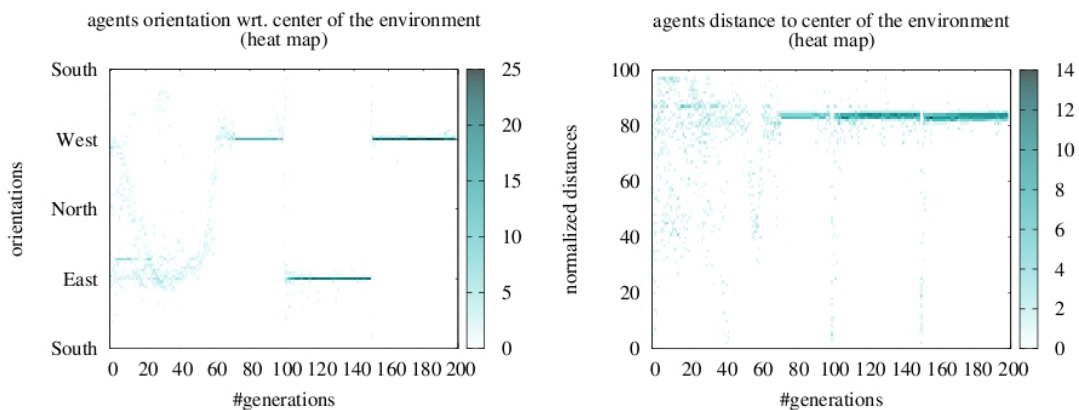 agents orientation wrt. center of the environment
(heat map)
South
West
North
East
South
orientations
0 20 40 60 80 100 120 140 160 180 200
#generations
25
20
15
10
5
0
agents distance to center of the environment
(heat map)
100
80
60
40
20
0
normalized distances
0 20 40 60 80 100 120 140 160 180 200
#generations
14
12
10
8
6
4
2
0